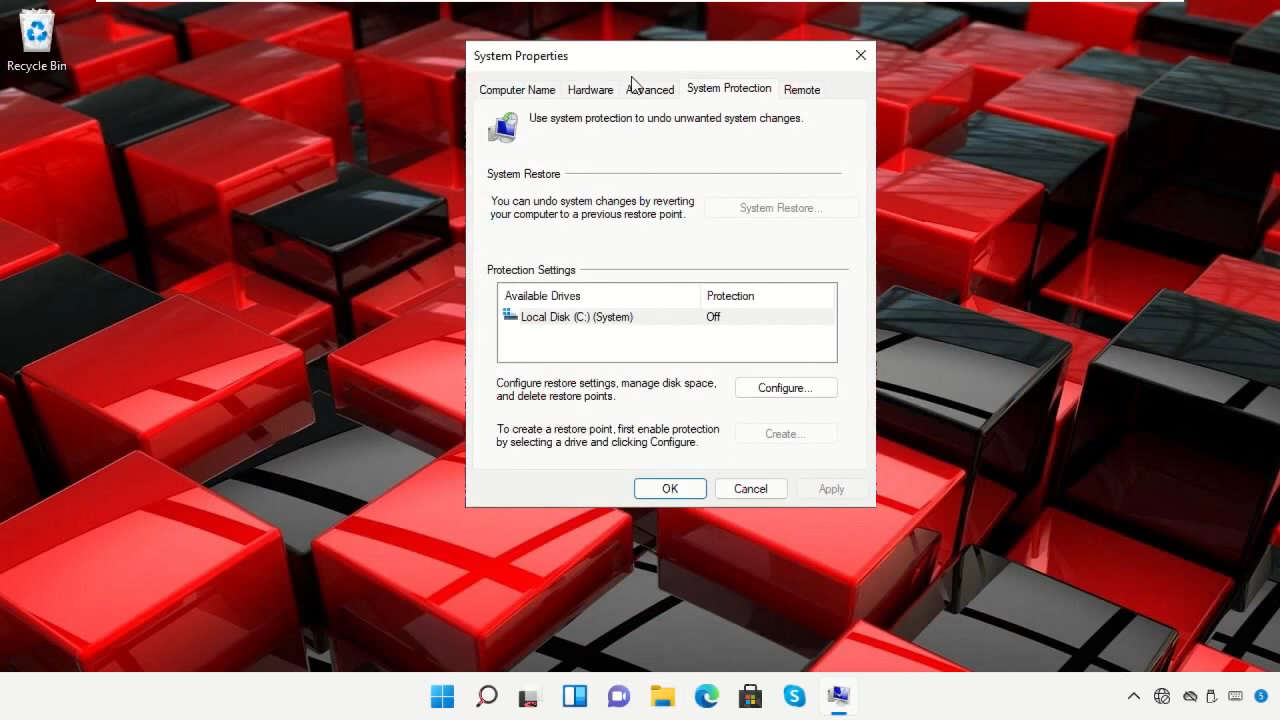 Recycle Bin
System Properties
Computer Name Hardware Advanced System Protection Remote
Use system protection to undo unwanted system changes.
System Restore
You can undo system changes by reverting
your computer to a previous restore point.
System Restore...
Protection Settings
Available Drives Protection
Local Disk (C:) (System) Off
Configure restore settings, manage disk space,
and delete restore points.
Configure...
To create a restore point, first enable protection
by selecting a drive and clicking Configure.
Create...
OK Cancel Apply
5